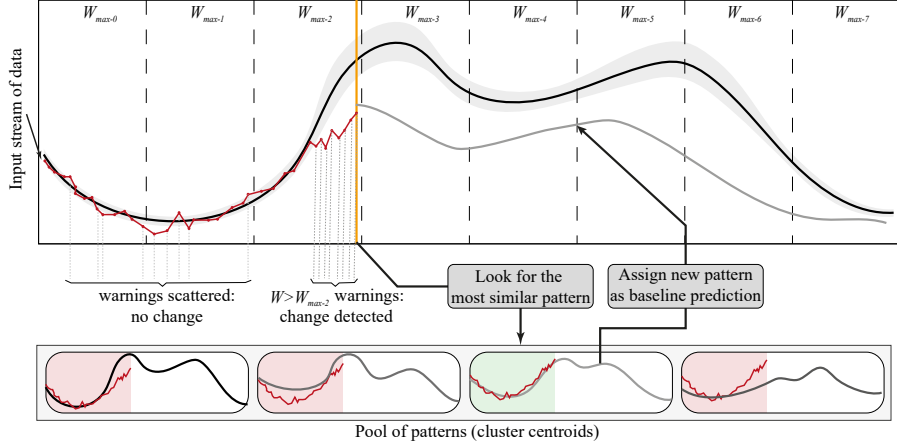 W_max-0 W_max-1 W_max-2 W_max-3 W_max-4 W_max-5 W_max-6 W_max-7
Input stream of data
warnings scattered:
no change
W>W_max-2 warnings:
change detected
Look for the
most similar pattern
Assign new pattern
as baseline prediction
Pool of patterns (cluster centroids)